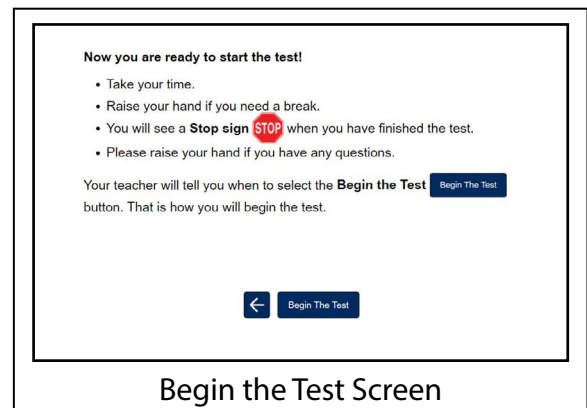 Now you are ready to start the test!
• Take your time.
• Raise your hand if you need a break.
• You will see a Stop sign STOP when you have finished the test.
• Please raise your hand if you have any questions.
Your teacher will tell you when to select the Begin the Test Begin The Test
button. That is how you will begin the test.
← Begin The Test
Begin the Test Screen